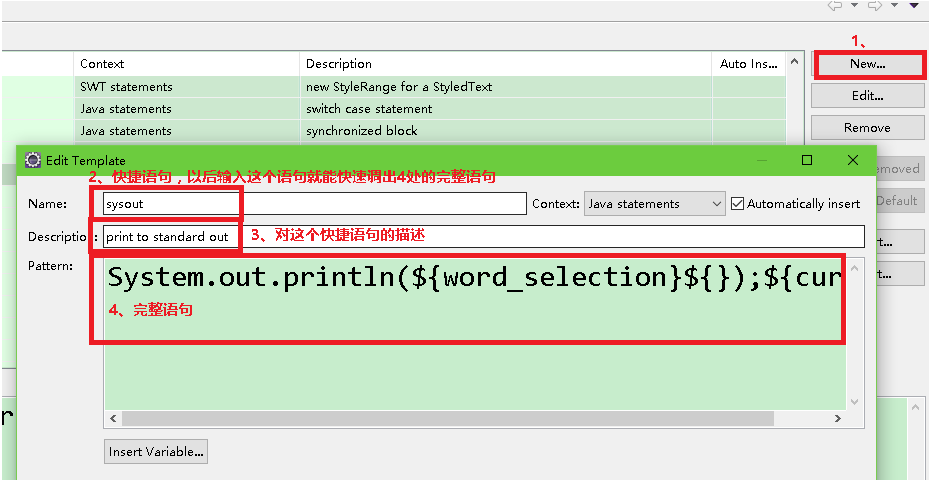 1、
Context Description Auto Ins... New...
SWT statements new StyleRange for a StyledText
Java statements switch case statement Edit...
Java statements synchronized block Remove
Edit Template
emoved
2、快捷语句，以后输入这个语句就能快速调出4处的完整语句
Default
Name: sysout Context: Java statements Automatically insert
Description: print to standard out 3、对这个快捷语句的描述
rt...
Pattern:
t...
System.out.println(${word_selection}${});${cur
4、完整语句
r
Insert Variable...